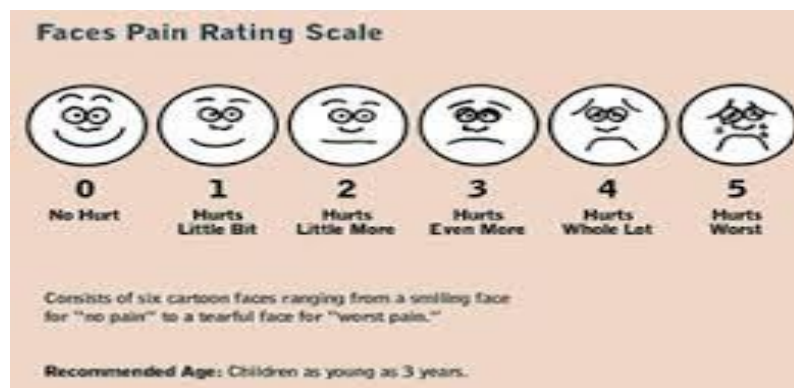 Faces Pain Rating Scale
0 1 2 3 4 5
No Hurt Hurts Hurts Hurts Hurts Hurts
Little Bit Little More Even More Whole Lot Worst
Consists of six cartoon faces ranging from a smiling face
for "no pain" to a tearful face for "worst pain."
Recommended Age: Children as young as 3 years.